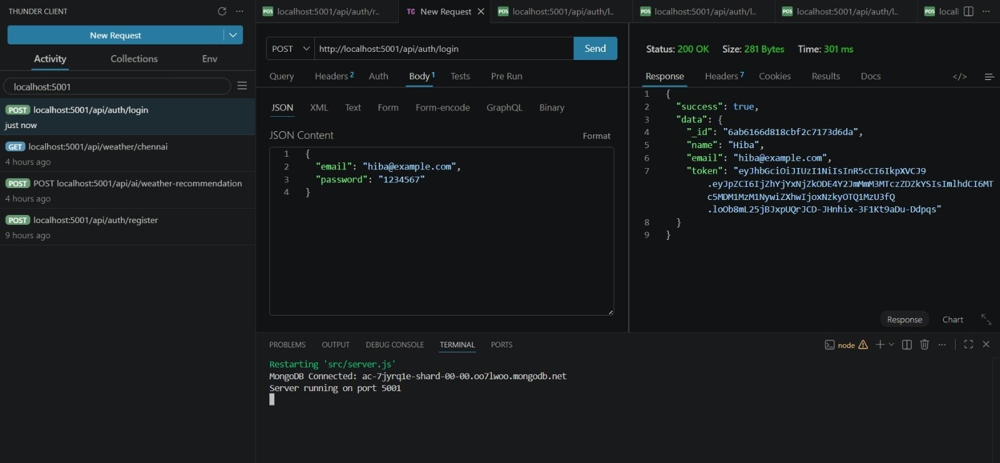 THUNDER CLIENT
New Request
Activity Collections Env
localhost:5001
POST localhost:5001/api/auth/login
just now
GET localhost:5001/api/weather/chennai
4 hours ago
POST POST localhost:5001/api/ai/weather-recommendation
4 hours ago
POST localhost:5001/api/auth/register
9 hours ago
POS localhost:5001/api/auth/r.. TC New Request POS localhost:5001/api/auth/l.. POS localhost:5001/api/auth/l.. POS localhost:5001/api/auth/l.. POS locall
POST http://localhost:5001/api/auth/login Send
Query Headers 2 Auth Body 1 Tests Pre Run
JSON XML Text Form Form-encode GraphQL Binary
JSON Content Format
1 {
2 "email": "hiba@example.com",
3 "password": "1234567"
4 }
Status: 200 OK Size: 281 Bytes Time: 301 ms
Response Headers 7 Cookies Results Docs </>
1 {
2 "success": true,
3 "data": {
4 "_id": "6ab6166d818cbf2c7173d6da",
5 "name": "Hiba",
6 "email": "hiba@example.com",
7 "token": "eyJhbGciOiJIUzI1NiIsInR5cCI6IkpXVCJ9
.eyJpZCI6IjZhYjYxNjZkODE4Y2JmMmM3MTczZDZkYSIsImlhdCI6MT
c5MDM1MzM1NywiZXhwIjoxNzkyOTQ1MzU3fQ
.loOb8mL25jBJxpUQrJCD-JHnhix-3F1Kt9aDu-Ddpqs"
8 }
9 }
Response Chart
PROBLEMS OUTPUT DEBUG CONSOLE TERMINAL PORTS
node
Restarting 'src/server.js'
MongoDB Connected: ac-7jyrq1e-shard-00-00.oo7lwoo.mongodb.net
Server running on port 5001